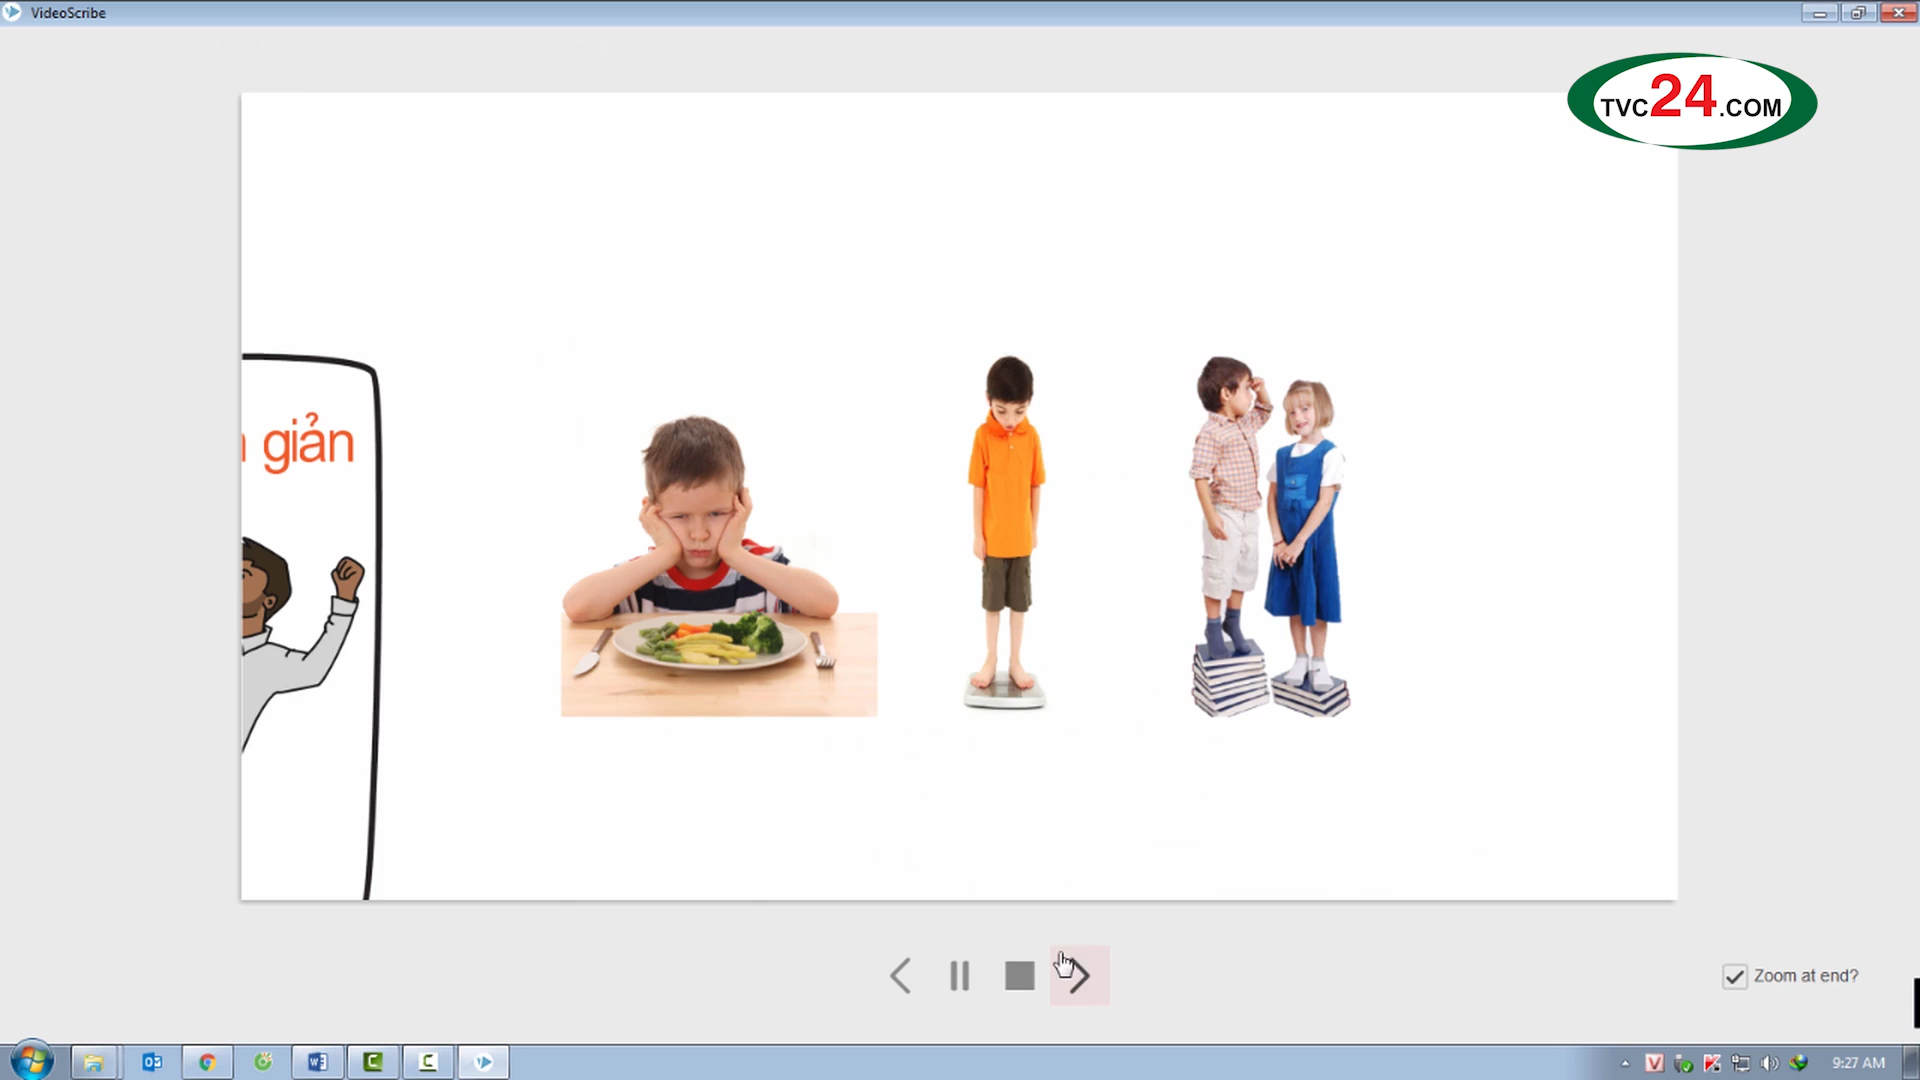 VideoScribe
TVC24.COM
giản
Zoom at end?
9:27 AM